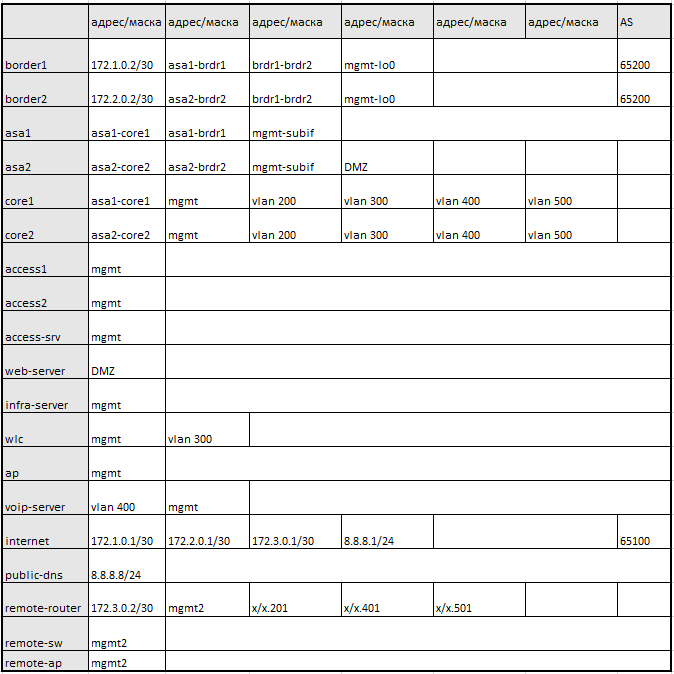 адрес/маска адрес/маска адрес/маска адрес/маска адрес/маска адрес/маска AS
border1 172.1.0.2/30 asa1-brdr1 brdr1-brdr2 mgmt-lo0 65200
border2 172.2.0.2/30 asa2-brdr2 brdr1-brdr2 mgmt-lo0 65200
asa1 asa1-core1 asa1-brdr1 mgmt-subif
asa2 asa2-core2 asa2-brdr2 mgmt-subif DMZ
core1 asa1-core1 mgmt vlan 200 vlan 300 vlan 400 vlan 500
core2 asa2-core2 mgmt vlan 200 vlan 300 vlan 400 vlan 500
access1 mgmt
access2 mgmt
access-srv mgmt
web-server DMZ
infra-server mgmt
wlc mgmt vlan 300
ap mgmt
voip-server vlan 400 mgmt
internet 172.1.0.1/30 172.2.0.1/30 172.3.0.1/30 8.8.8.1/24 65100
public-dns 8.8.8.8/24
remote-router 172.3.0.2/30 mgmt2 x/x.201 x/x.401 x/x.501
remote-sw mgmt2
remote-ap mgmt2